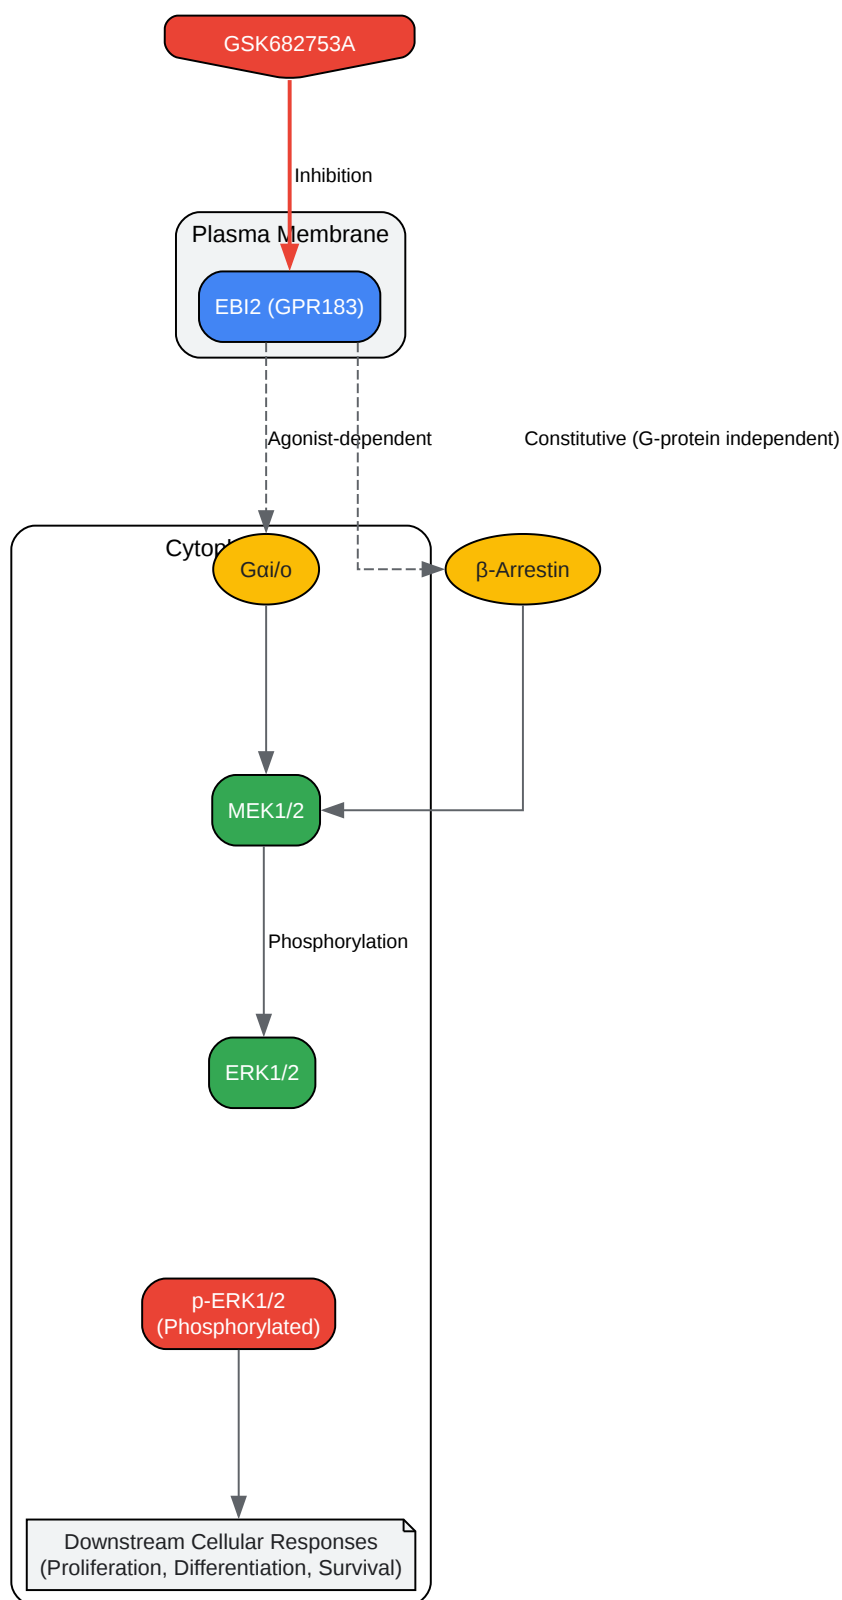 GSK682753A
Inhibition
Plasma Membrane
EBI2 (GPR183)
Agonist-dependent
Constitutive (G-protein independent)
Gαi/o
β-Arrestin
MEK1/2
Phosphorylation
ERK1/2
p-ERK1/2
(Phosphorylated)
Downstream Cellular Responses
(Proliferation, Differentiation, Survival)